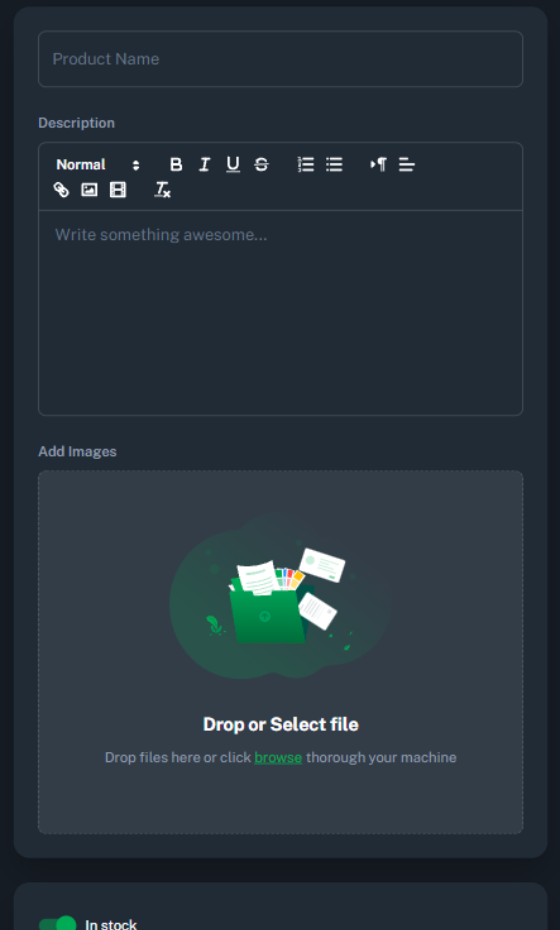 Product Name
Description
Normal
Write something awesome...
Add Images
Drop or Select file
Drop files here or click browse thorough your machine
In stock